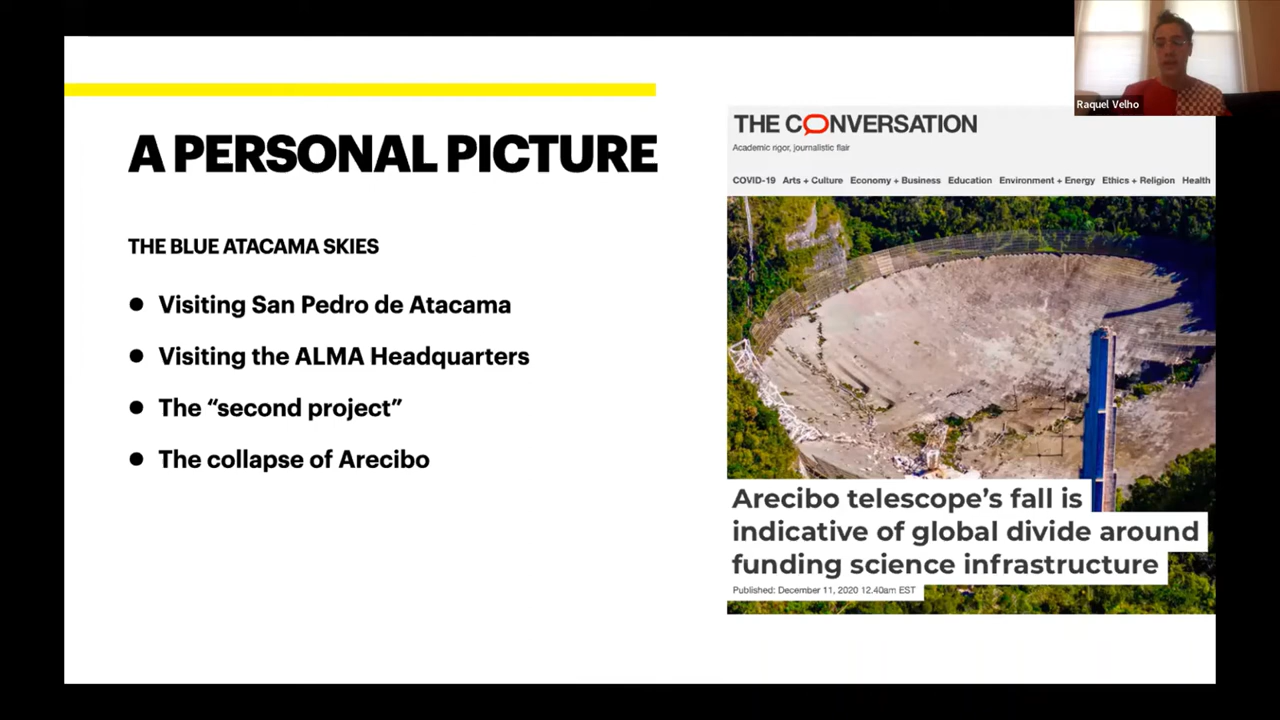 A PERSONAL PICTURE
THE BLUE ATACAMA SKIES
● Visiting San Pedro de Atacama
● Visiting the ALMA Headquarters
● The “second project”
● The collapse of Arecibo
THE CONVERSATION
Academic rigor, journalistic flair
COVID-19 Arts + Culture Economy + Business Education Environment + Energy Ethics + Religion Health
Arecibo telescope’s fall is
indicative of global divide around
funding science infrastructure
Published: December 11, 2020 12.40am EST
Raquel Velho